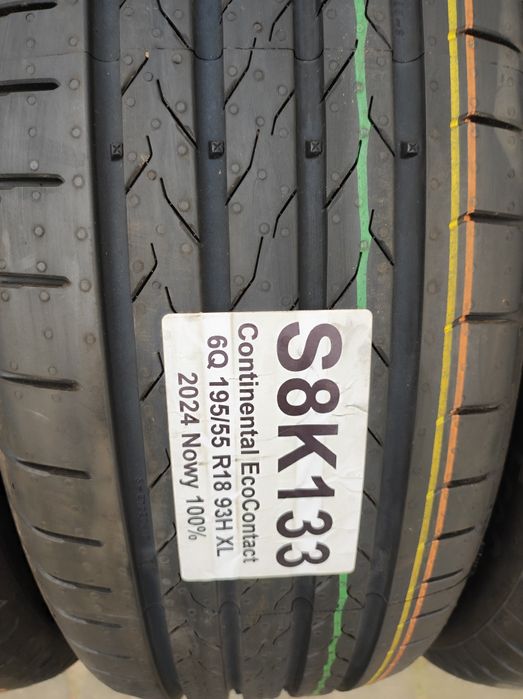 S8K133
Continental EcoContact
6Q 195/55 R18 93H XL
2024 Nowy 100%